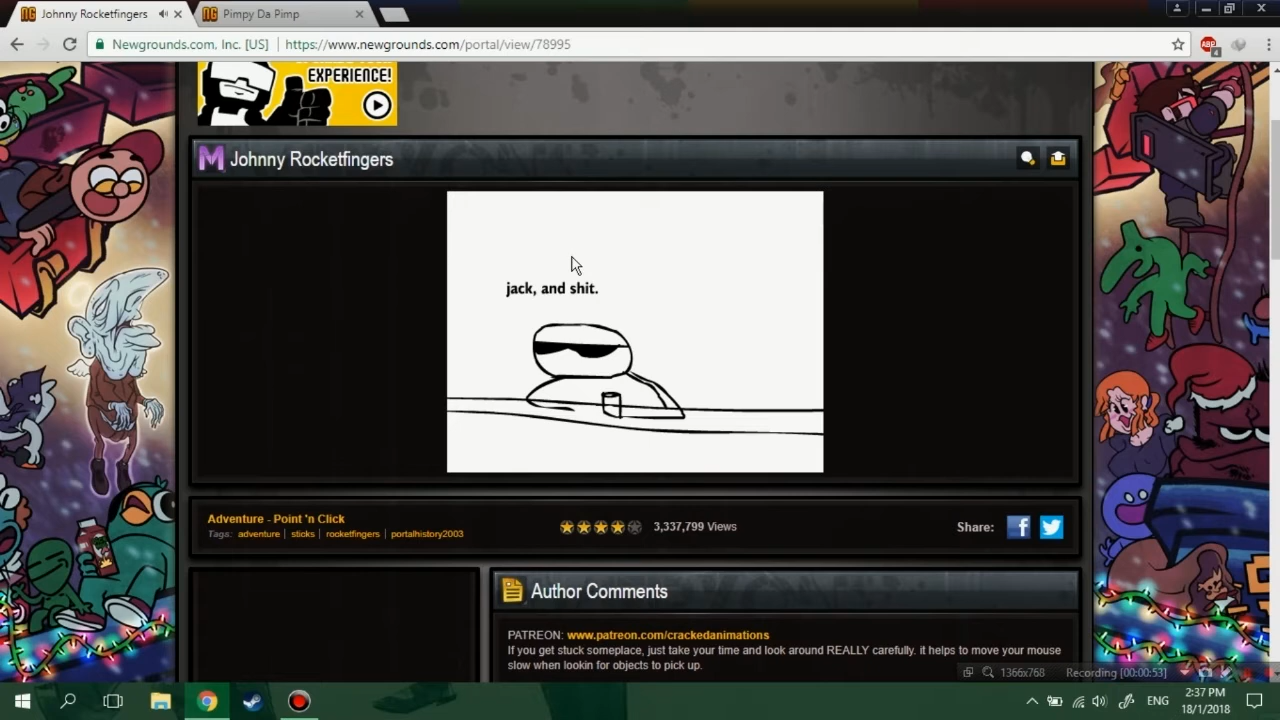 Johnny Rocketfingers
Pimpy Da Pimp
Newgrounds.com, Inc. [US]
https://www.newgrounds.com/portal/view/78995
ABP
4
EXPERIENCE!
M Johnny Rocketfingers
jack, and shit.
Adventure - Point 'n Click
Tags: adventure | sticks | rocketfingers | portalhistory2003
3,337,799 Views
Share:
Author Comments
PATREON: www.patreon.com/crackedanimations
If you get stuck someplace, just take your time and look around REALLY carefully. it helps to move your mouse
slow when lookin for objects to pick up.
1366x768
Recording [00:00:53]
ENG
2:37 PM
18/1/2018